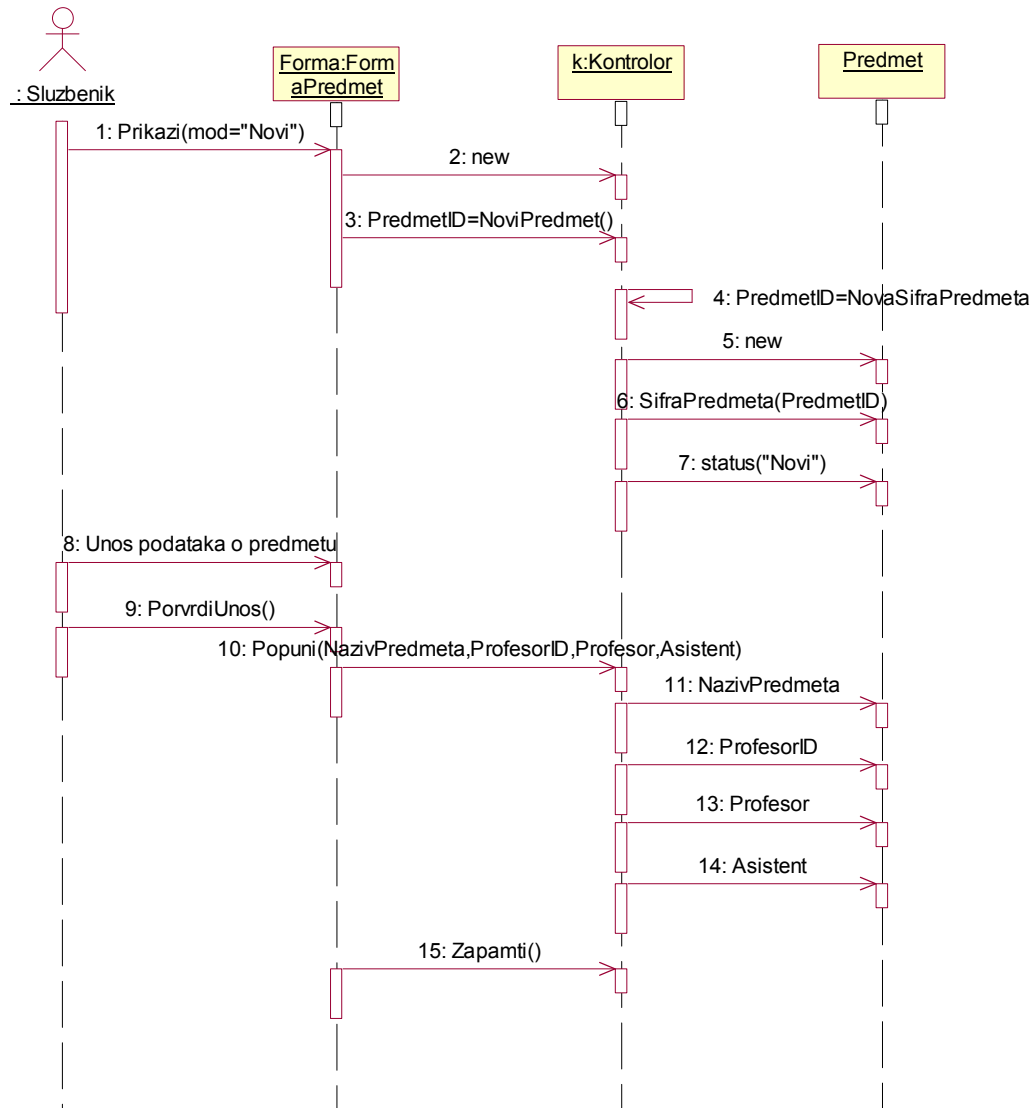 : Sluzbenik
Forma:Form
aPredmet
k:Kontrolor
Predmet
1: Prikazi(mod="Novi")
2: new
3: PredmetID=NoviPredmet()
4: PredmetID=NovaSifraPredmeta
5: new
6: SifraPredmeta(PredmetID)
7: status("Novi")
8: Unos podataka o predmetu
9: PorvrdiUnos()
10: Popuni(NazivPredmeta,ProfesorID,Profesor,Asistent)
11: NazivPredmeta
12: ProfesorID
13: Profesor
14: Asistent
15: Zapamti()